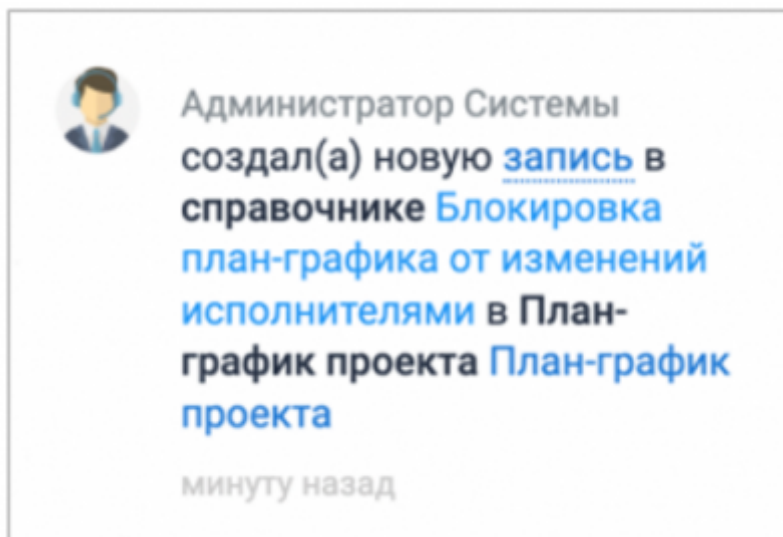 Администратор Системы
создал(а) новую запись в
справочнике Блокировка
план-графика от изменений
исполнителями в План-
график проекта План-график
проекта
минуту назад